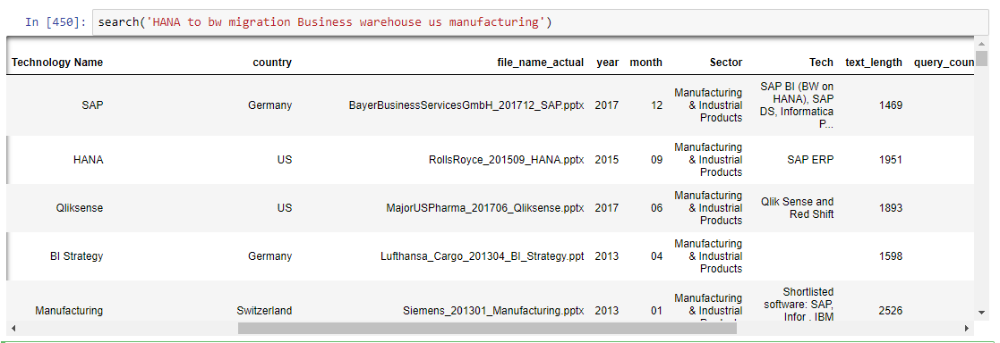 In [450]: search('HANA to bw migration Business warehouse us manufacturing')
Technology Name country file_name_actual year month Sector Tech text_length query_coun
SAP Germany BayerBusinessServicesGmbH_201712_SAP.pptx 2017 12 Manufacturing & Industrial Products SAP BI (BW on HANA), SAP DS, Informatica P... 1469
HANA US RollsRoyce_201509_HANA.pptx 2015 09 Manufacturing & Industrial Products SAP ERP 1951
Qliksense US MajorUSPharma_201706_Qliksense.pptx 2017 06 Manufacturing & Industrial Products Qlik Sense and Red Shift 1893
BI Strategy Germany Lufthansa_Cargo_201304_BI_Strategy.ppt 2013 04 Manufacturing & Industrial Products 1598
Manufacturing Switzerland Siemens_201301_Manufacturing.pptx 2013 01 Manufacturing & Industrial Shortlisted software: SAP, Infor , IBM 2526